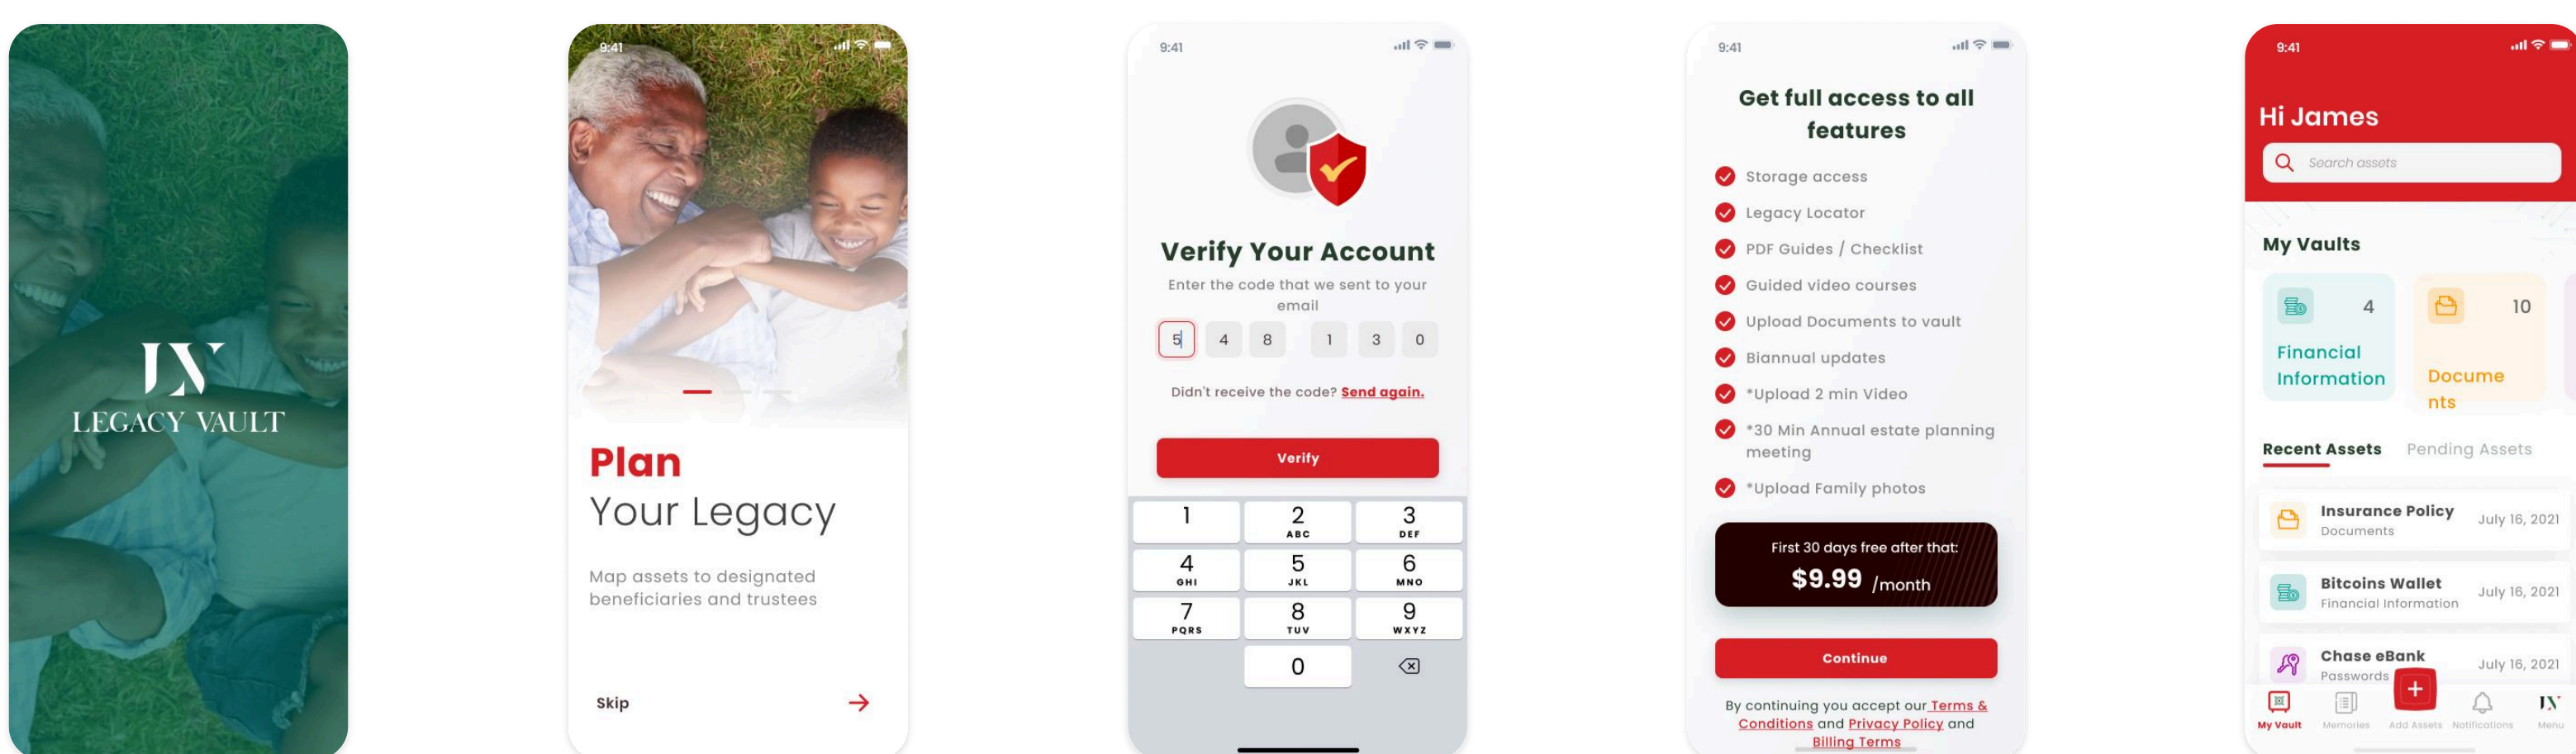 LEGACY VAULT
9:41
Plan
Your Legacy
Map assets to designated
beneficiaries and trustees
Skip
9:41
Verify Your Account
Enter the code that we sent to your
email
5 4 8 1 3 0
Didn't receive the code? Send again.
Verify
1 2 3
ABC DEF
4 5 6
GHI JKL MNO
7 8 9
PQRS TUV WXYZ
0
9:41
Get full access to all
features
Storage access
Legacy Locator
PDF Guides / Checklist
Guided video courses
Upload Documents to vault
Biannual updates
*Upload 2 min Video
*30 Min Annual estate planning
meeting
*Upload Family photos
First 30 days free after that:
$9.99 /month
Continue
By continuing you accept our Terms &
Conditions and Privacy Policy and
Billing Terms
9:41
Hi James
Search assets
My Vaults
4
Financial
Information
10
Docume
nts
Recent Assets Pending Assets
Insurance Policy July 16, 2021
Documents
Bitcoins Wallet July 16, 2021
Financial Information
Chase eBank July 16, 2021
Passwords
My Vault Memories Add Assets Notifications Menu